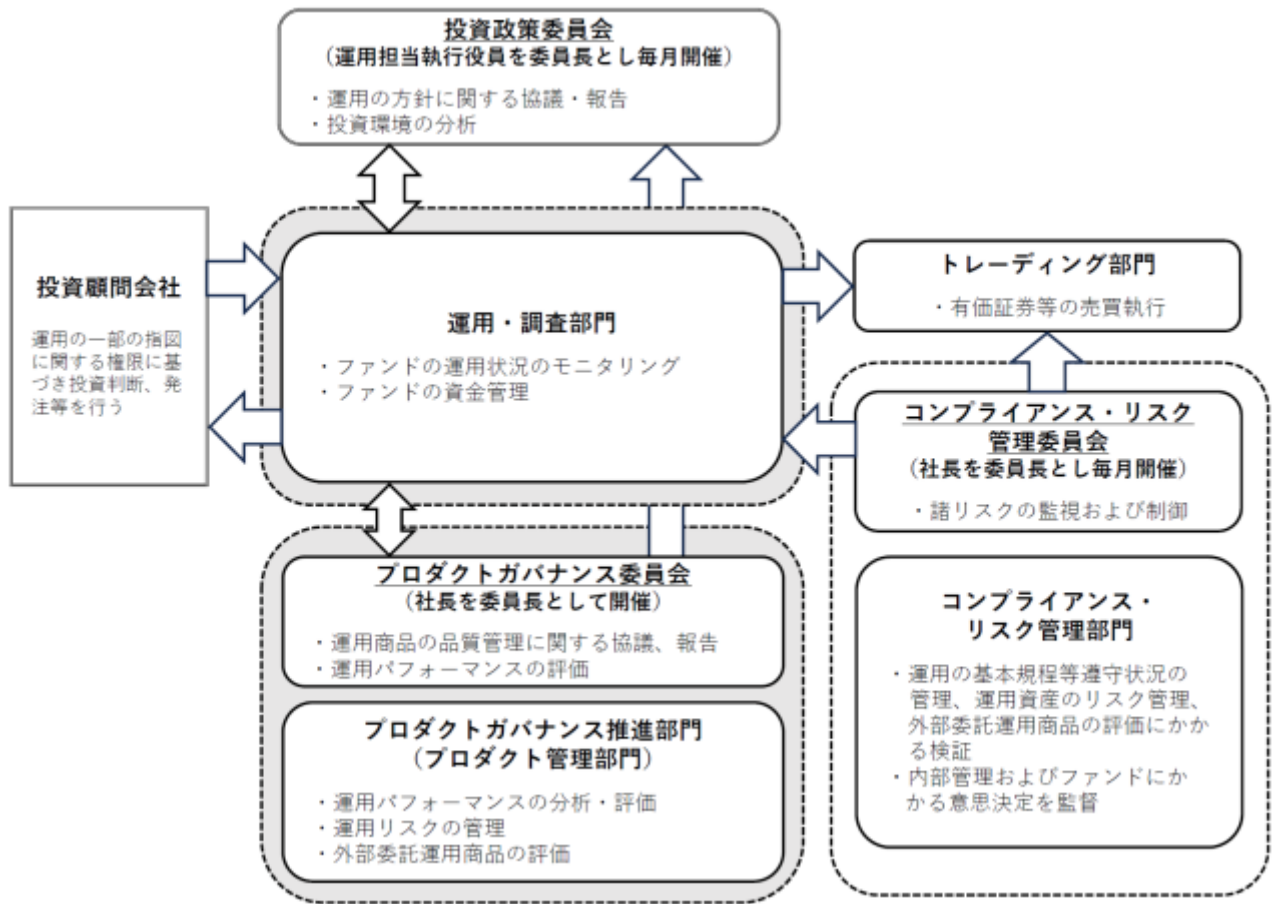 投資政策委員会
（運用担当執行役員を委員長とし毎月開催）
・運用の方針に関する協議・報告
・投資環境の分析
投資顧問会社
運用の一部の指図
に関する権限に基
づき投資判断、発
注等を行う
運用・調査部門
・ファンドの運用状況のモニタリング
・ファンドの資金管理
トレーディング部門
・有価証券等の売買執行
コンプライアンス・リスク
管理委員会
（社長を委員長とし毎月開催）
・諸リスクの監視および制御
プロダクトガバナンス委員会
（社長を委員長として開催）
・運用商品の品質管理に関する協議、報告
・運用パフォーマンスの評価
プロダクトガバナンス推進部門
（プロダクト管理部門）
・運用パフォーマンスの分析・評価
・運用リスクの管理
・外部委託運用商品の評価
コンプライアンス・
リスク管理部門
・運用の基本規程等遵守状況の
管理、運用資産のリスク管理、
外部委託運用商品の評価にかか
る検証
・内部管理およびファンドにか
かる意思決定を監督